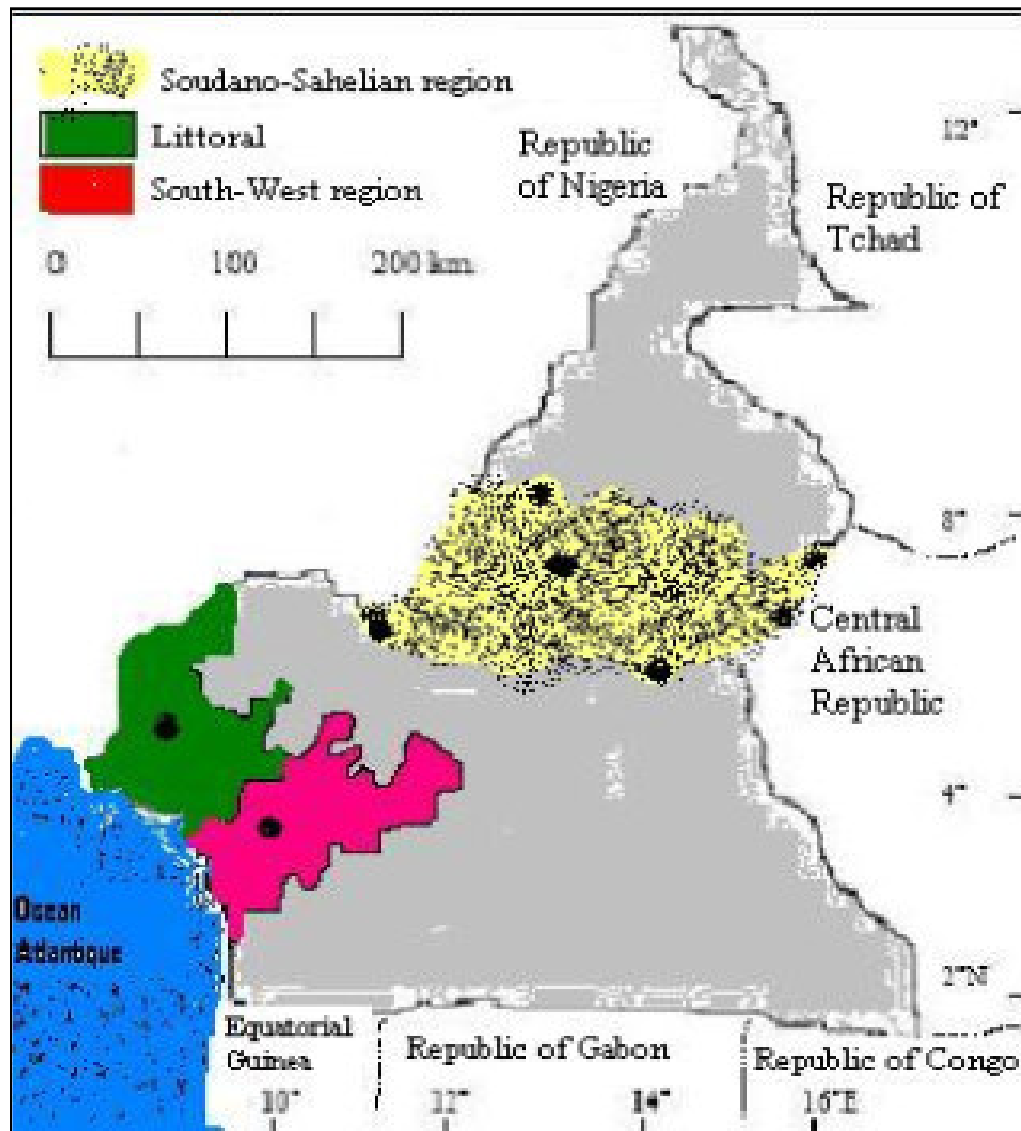 Soudano-Sahelian region
Littoral
South-West region
0 100 200 km
Republic
of Nigeria
12°
Republic of
Tchad
8°
Central
African
Republic
4°
Ocean
Atlantique
2°N
Equatorial
Guinea
Republic of Gabon
Republic of Congo
10° 12° 14° 16°E